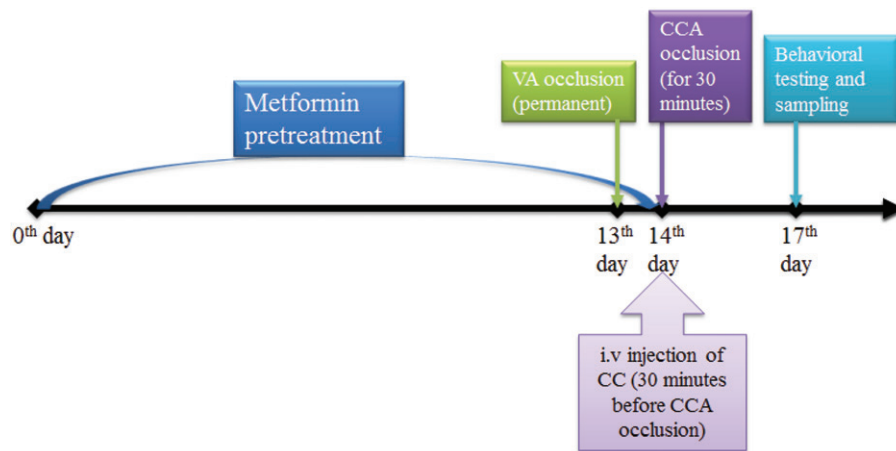 Metformin
pretreatment
VA occlusion
(permanent)
CCA
occlusion
(for 30
minutes)
Behavioral
testing and
sampling
0th day
13th
day
14th
day
17th
day
i.v injection of
CC (30 minutes
before CCA
occlusion)